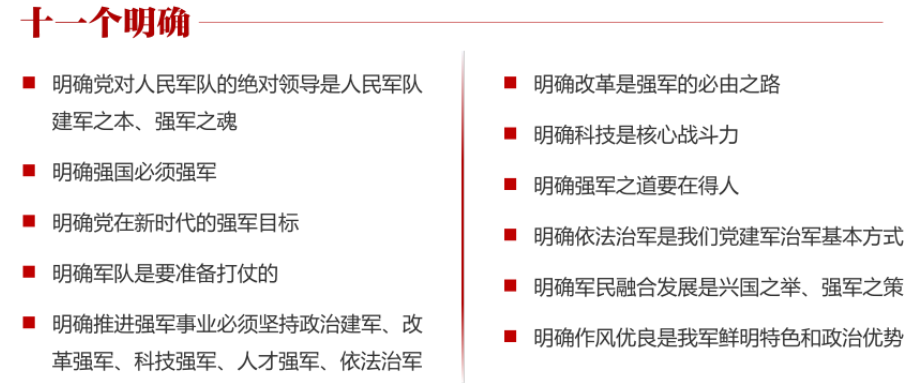 十一个明确
明确党对人民军队的绝对领导是人民军队
建军之本、强军之魂
明确强国必须强军
明确党在新时代的强军目标
明确军队是要准备打仗的
明确推进强军事业必须坚持政治建军、改
革强军、科技强军、人才强军、依法治军
明确改革是强军的必由之路
明确科技是核心战斗力
明确强军之道要在得人
明确依法治军是我们党建军治军基本方式
明确军民融合发展是兴国之举、强军之策
明确作风优良是我军鲜明特色和政治优势